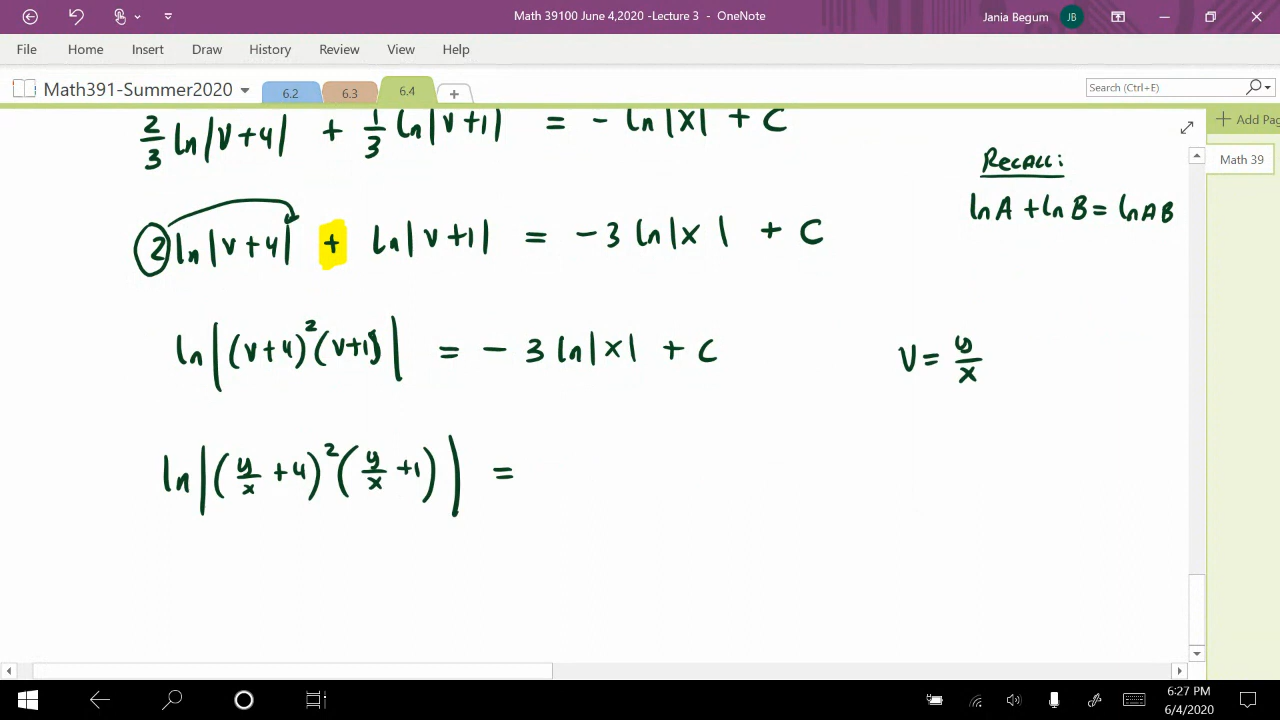 Math 39100 June 4,2020 -Lecture 3 - OneNote
Jania Begum JB
File Home Insert Draw History Review View Help
Math391-Summer2020 6.2 6.3 6.4
Search (Ctrl+E)
Add Pag
Math 39
2/3 ln|v+4| + 1/3 ln|v+1| = - ln|x| + C
Recall:
lnA + lnB = lnAB
2 ln|v+4| + ln|v+1| = -3 ln|x| + C
ln|(v+4)²(v+1)| = - 3 ln|x| + C
v = y/x
ln|(y/x +4)²(y/x +1)| =
6:27 PM
6/4/2020